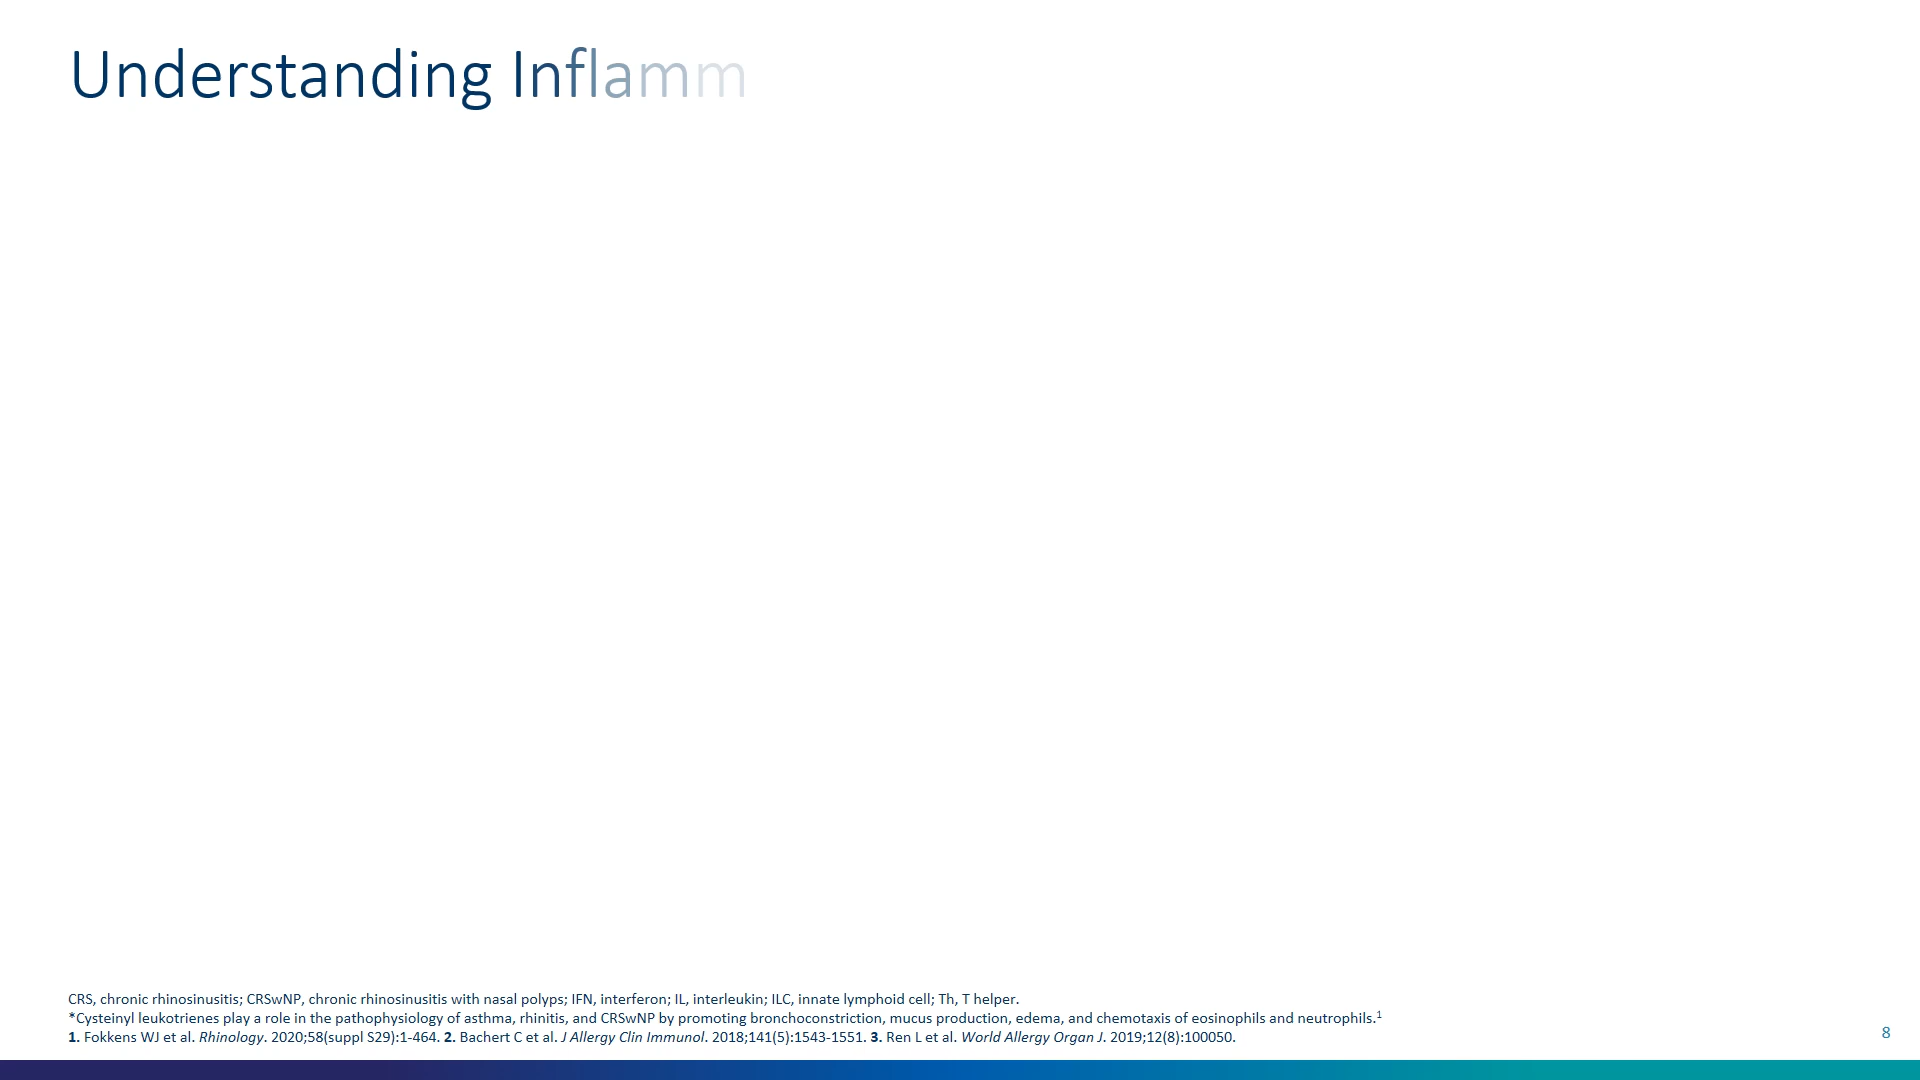 Understanding Inflamm
CRS, chronic rhinosinusitis; CRSwNP, chronic rhinosinusitis with nasal polyps; IFN, interferon; IL, interleukin; ILC, innate lymphoid cell; Th, T helper.
*Cysteinyl leukotrienes play a role in the pathophysiology of asthma, rhinitis, and CRSwNP by promoting bronchoconstriction, mucus production, edema, and chemotaxis of eosinophils and neutrophils.1
1. Fokkens WJ et al. Rhinology. 2020;58(suppl S29):1-464. 2. Bachert C et al. J Allergy Clin Immunol. 2018;141(5):1543-1551. 3. Ren L et al. World Allergy Organ J. 2019;12(8):100050.
8